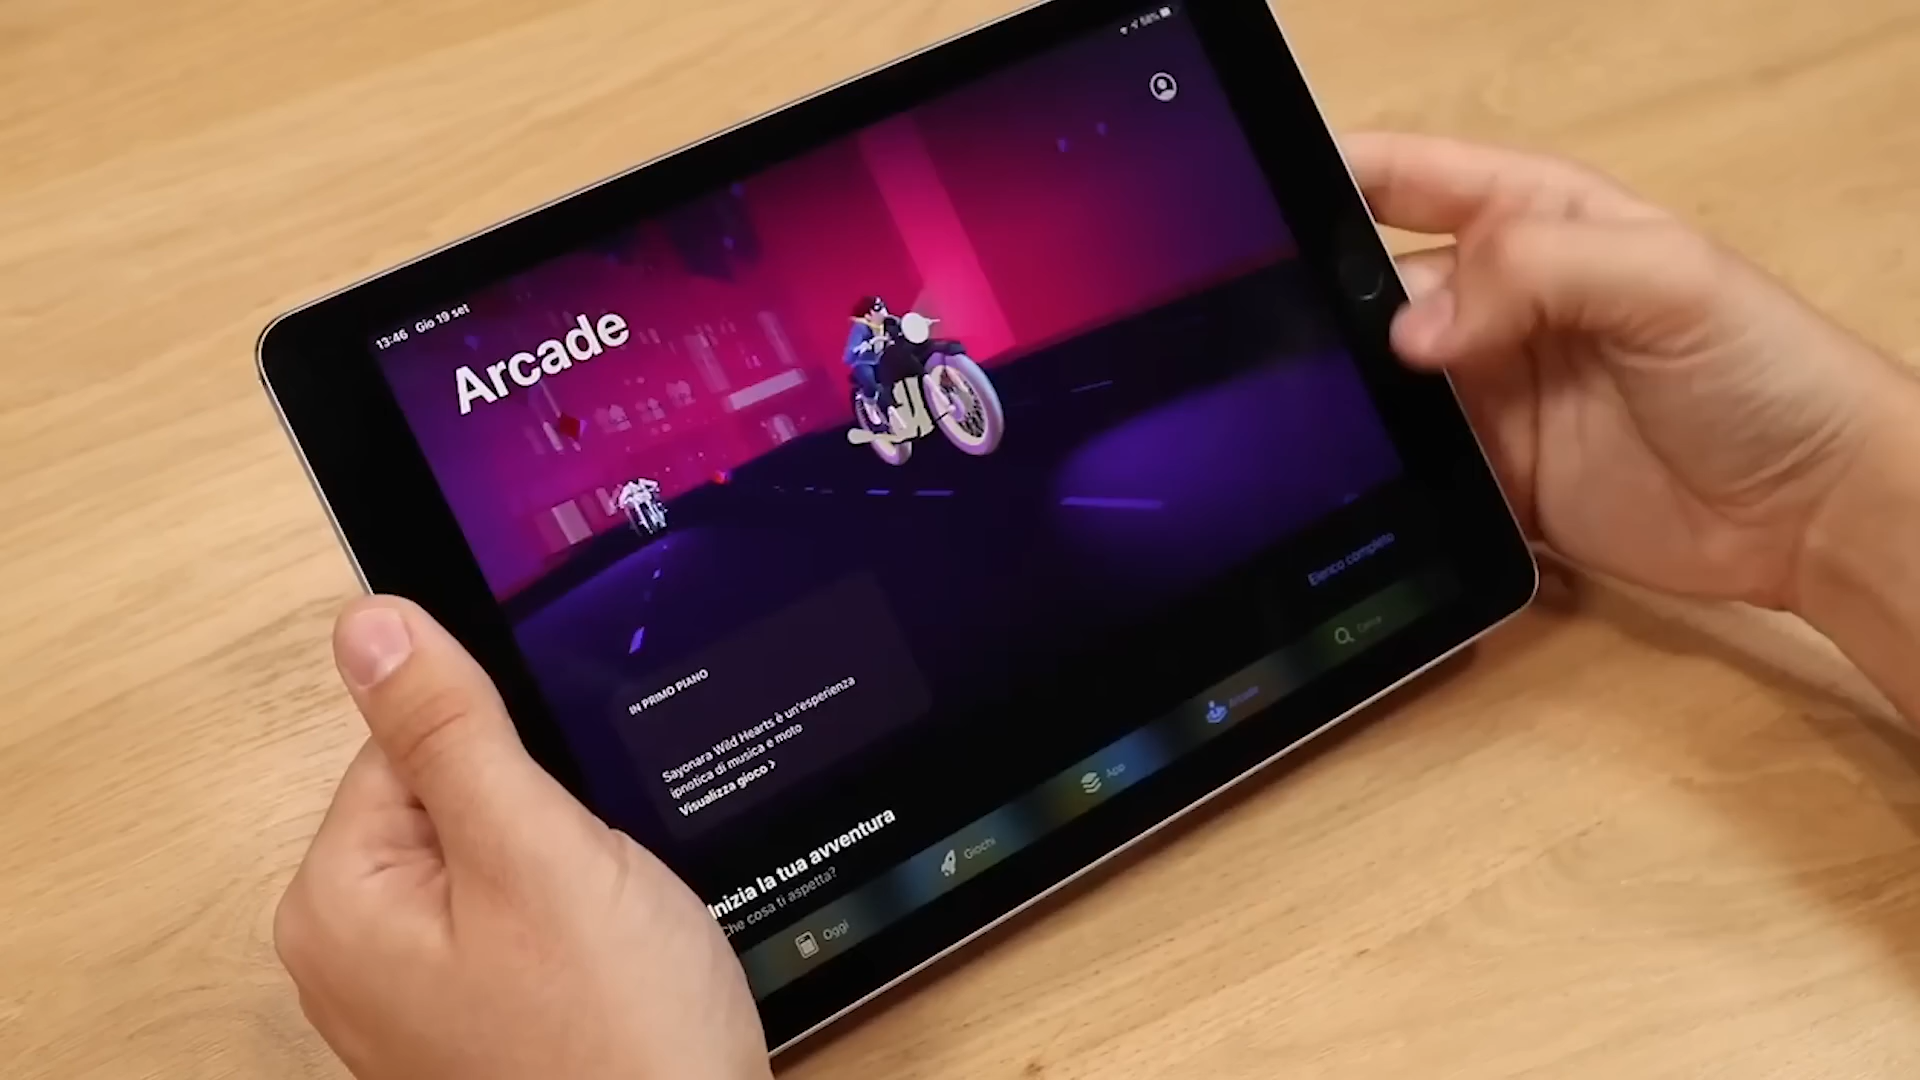 13:46 Gio 19 set
58%
Arcade
Elenco completo
IN PRIMO PIANO
Sayonara Wild Hearts è un'esperienza
ipnotica di musica e moto
Visualizza gioco >
Inizia la tua avventura
Che cosa ti aspetta?
Oggi
Giochi
App
Arcade
Cerca